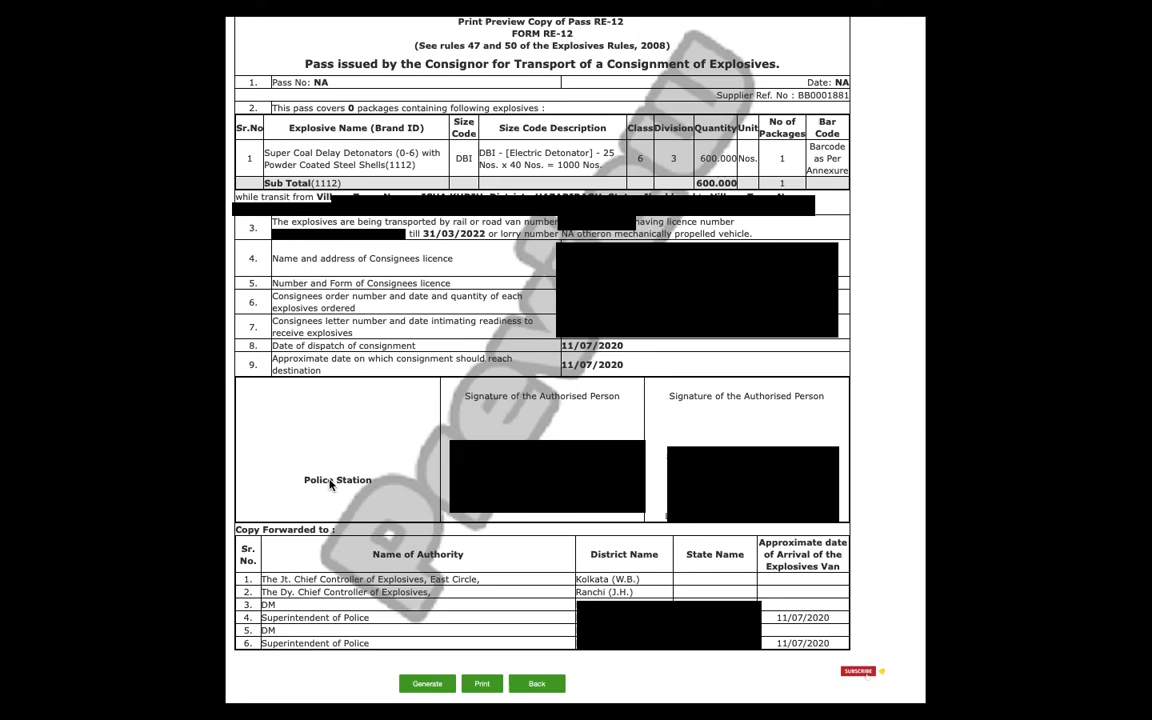 Print Preview Copy of Pass RE-12
FORM RE-12
(See rules 47 and 50 of the Explosives Rules, 2008)
Pass issued by the Consignor for Transport of a Consignment of Explosives.
1. Pass No: NA Date: NA
Supplier Ref. No : BB0001881
2. This pass covers 0 packages containing following explosives :
Sr.No Explosive Name (Brand ID) Size Code Size Code Description Class Division Quantity Unit No of Packages Bar Code
1 Super Coal Delay Detonators (0-6) with Powder Coated Steel Shells(1112) DBI DBI - [Electric Detonator] - 25 Nos. x 40 Nos. = 1000 Nos. 6 3 600.000 Nos. 1 Barcode as Per Annexure
Sub Total(1112) 600.000 1
while transit from
3. The explosives are being transported by rail or road van number having licence number
till 31/03/2022 or lorry number NA otheron mechanically propelled vehicle.
4. Name and address of Consignees licence
5. Number and Form of Consignees licence
6. Consignees order number and date and quantity of each explosives ordered
7. Consignees letter number and date intimating readiness to receive explosives
8. Date of dispatch of consignment 11/07/2020
9. Approximate date on which consignment should reach destination 11/07/2020
Signature of the Authorised Person Signature of the Authorised Person
Police Station
Copy Forwarded to :
Sr. No. Name of Authority District Name State Name Approximate date of Arrival of the Explosives Van
1. The Jt. Chief Controller of Explosives, East Circle, Kolkata (W.B.)
2. The Dy. Chief Controller of Explosives, Ranchi (J.H.)
3. DM
4. Superintendent of Police 11/07/2020
5. DM
6. Superintendent of Police 11/07/2020
Preview
Generate Print Back
SUBSCRIBE